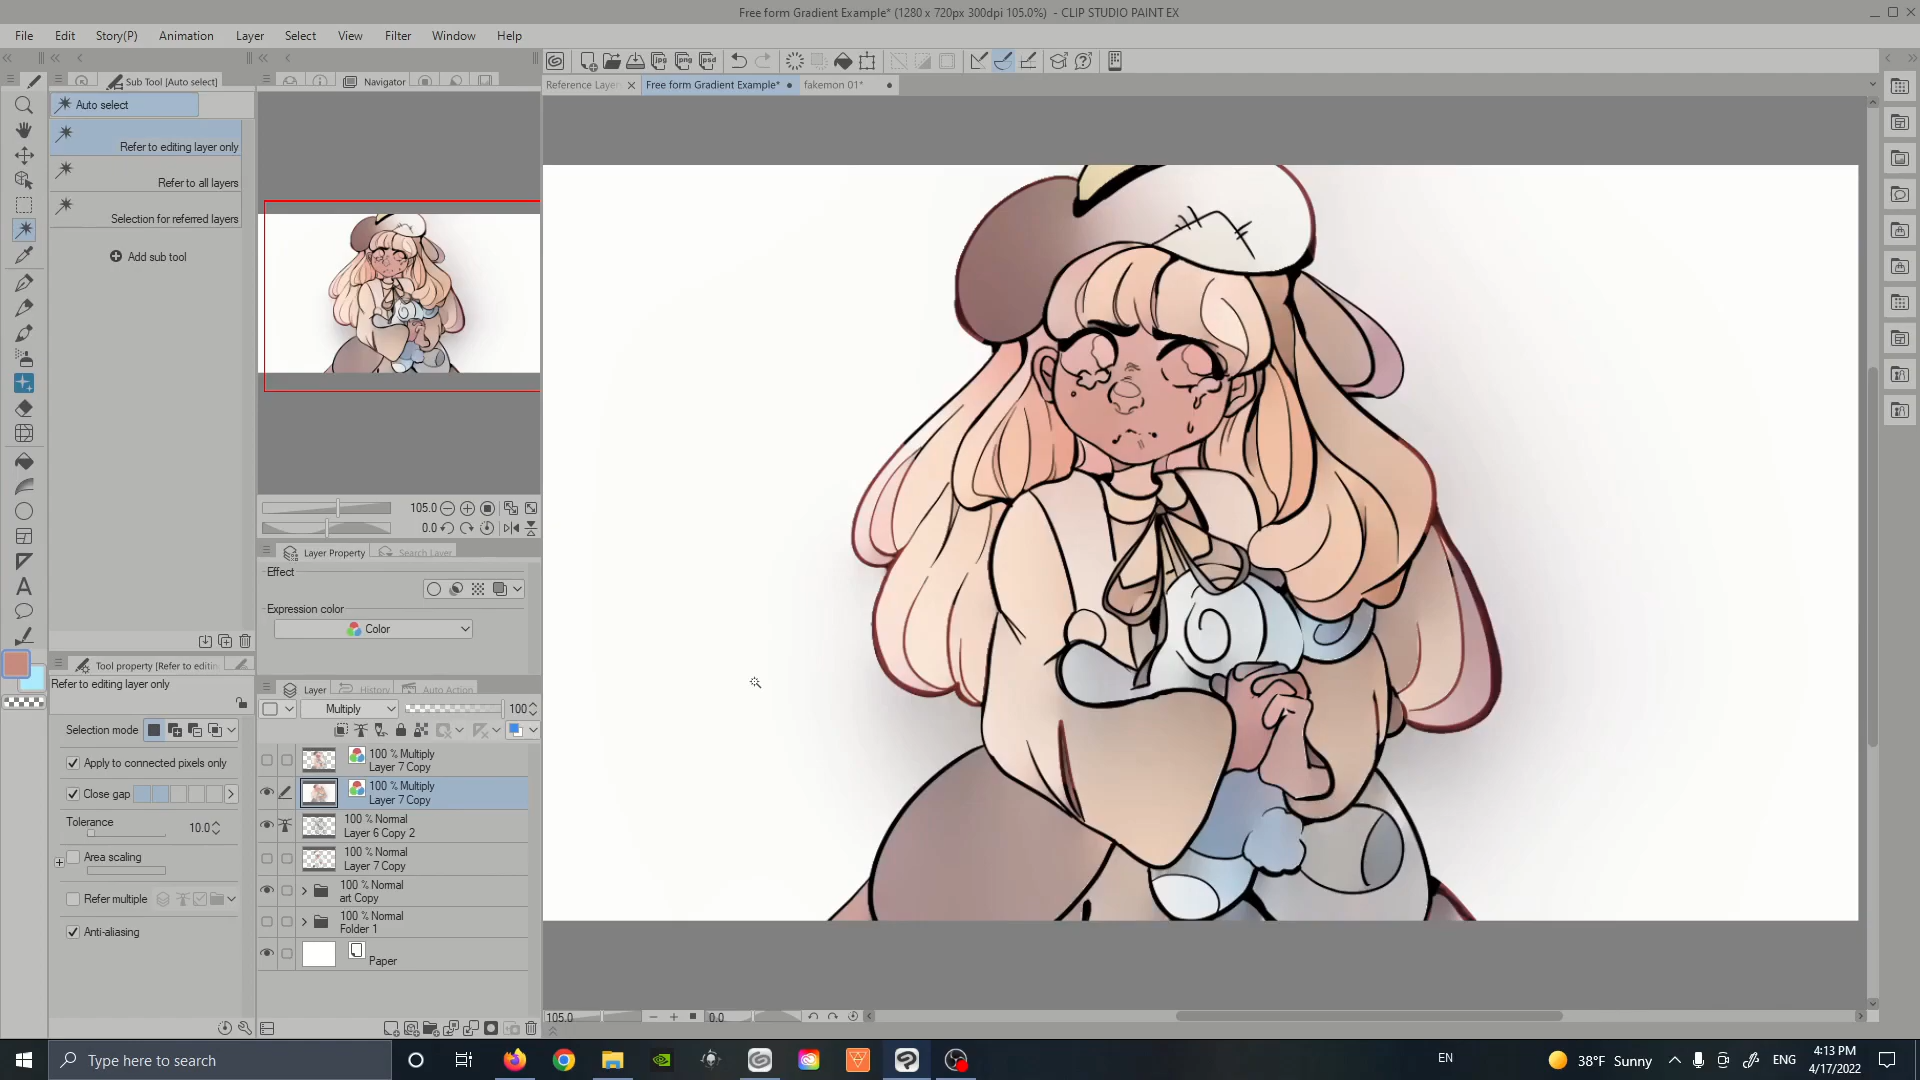 Free form Gradient Example* (1280 x 720px 300dpi 105.0%) - CLIP STUDIO PAINT EX
File Edit Story(P) Animation Layer Select View Filter Window Help
Sub Tool [Auto select]
Navigator
Reference Layer
Free form Gradient Example*
fakemon 01*
Auto select
Refer to editing layer only
Refer to all layers
Selection for referred layers
Add sub tool
105.0
0.0
Layer Property
Search Layer
Effect
Expression color
Color
Tool property [Refer to editin
Refer to editing layer only
Selection mode
Apply to connected pixels only
Close gap
Tolerance
10.0
Area scaling
Refer multiple
Anti-aliasing
Layer
History
Auto Action
Multiply
100
100 % Multiply
Layer 7 Copy
100 % Multiply
Layer 7 Copy
100 % Normal
Layer 6 Copy 2
100 % Normal
Layer 7 Copy
100 % Normal
art Copy
100 % Normal
Folder 1
Paper
105.0
0.0
Type here to search
EN
38°F Sunny
ENG
4:13 PM
4/17/2022